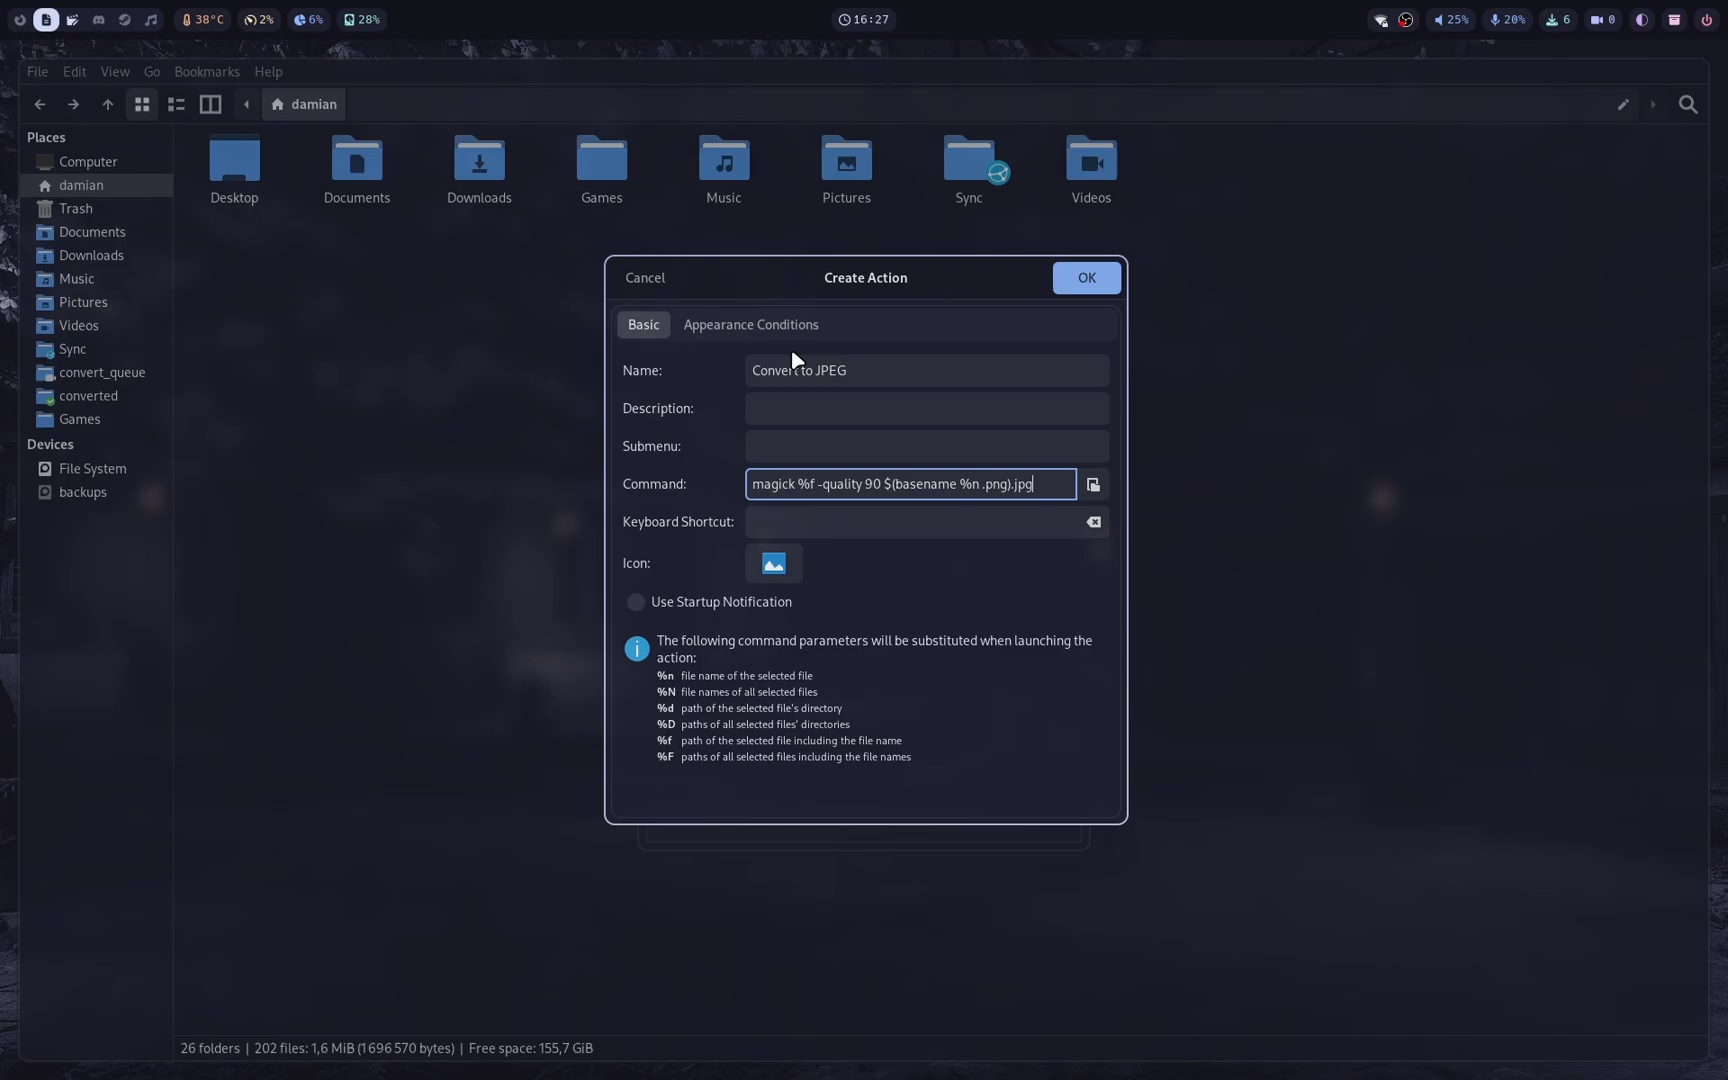 38°C 2% 6% 28% 16:27 25% 20% 6 0
File Edit View Go Bookmarks Help
damian
Places
Computer
damian
Trash
Documents
Downloads
Music
Pictures
Videos
Sync
convert_queue
converted
Games
Devices
File System
backups
Desktop Documents Downloads Games Music Pictures Sync Videos
Cancel Create Action OK
Basic Appearance Conditions
Name: Convert to JPEG
Description:
Submenu:
Command: magick %f -quality 90 $(basename %n .png).jpg
Keyboard Shortcut:
Icon:
Use Startup Notification
The following command parameters will be substituted when launching the
action:
%n file name of the selected file
%N file names of all selected files
%d path of the selected file's directory
%D paths of all selected files' directories
%f path of the selected file including the file name
%F paths of all selected files including the file names
26 folders | 202 files: 1,6 MiB (1 696 570 bytes) | Free space: 155,7 GiB